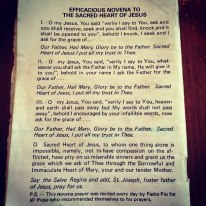 EFFICACIOUS NOVENA TO
THE SACRED HEART OF JESUS
I. - O my Jesus, You said "verily I say to You, ask and
you shall receive, seek and you shall find, knock and it
shall be opened to you", behold I knock, I seek and I
ask for the grace of ....
Our Father, Hail Mary, Glory be to the Father. Sacred
Heart of Jesus I put all my trust in Thee.
II. - O my Jesus, You said, "verily I say to You, what-
soever you shall ask the Father in My name, He will give it
to you", behold in your name I ask the Father for the
grace of ....
Our Father, Hail Mary, Glory be to the Father, Sacred
Heart of Jesus, I put all my trust in Thee.
III. - O my Jesus, You said, "verily I say to You, heaven
and earth shall pass away but My words shall not pass
away", behold I encouraged by your infallible words, now
ask for the grace of ....
Our Father, Hail Mary, Glory be to the Father, Sacred
Heart of Jesus, I put all my trust in Thee.
O Sacred Heart of Jesus, to whom one thing alone is
impossible, namely, not to have compassion on the af-
flicted, have pity on us miserable sinners and grant us the
grace which we ask of Thee through the Sorrowful and
Immaculate Heart of Mary, your and our tender Mother.
Say the Salve Regina and add, St. Joseph, foster father
of Jesus, pray for us.
P.S. — This novena prayer was recited every day by Padre Pio for
all those who recommended themselves to his prayers.